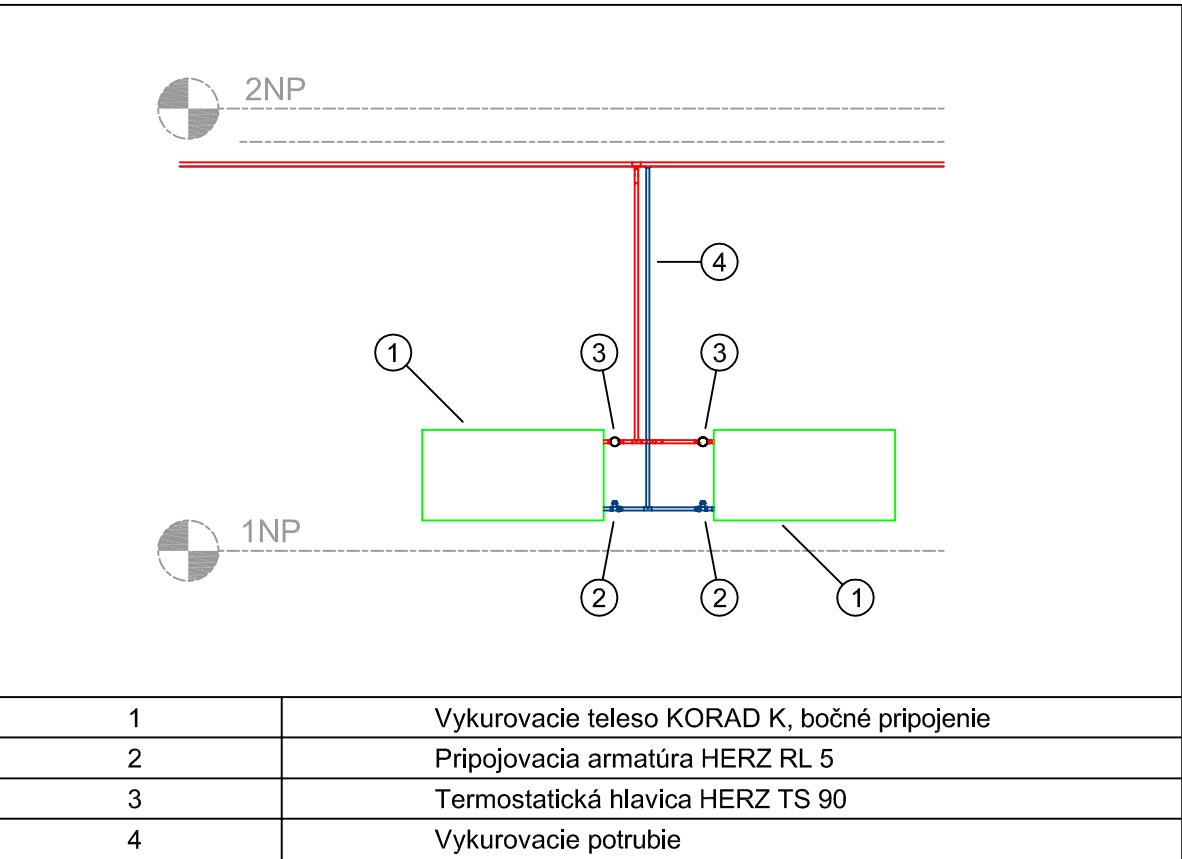 2NP
4
1
3
3
1NP
2
2
1
1 Vykurovacie teleso KORAD K, bočné pripojenie
2 Pripojovacia armatúra HERZ RL 5
3 Termostatická hlavica HERZ TS 90
4 Vykurovacie potrubie